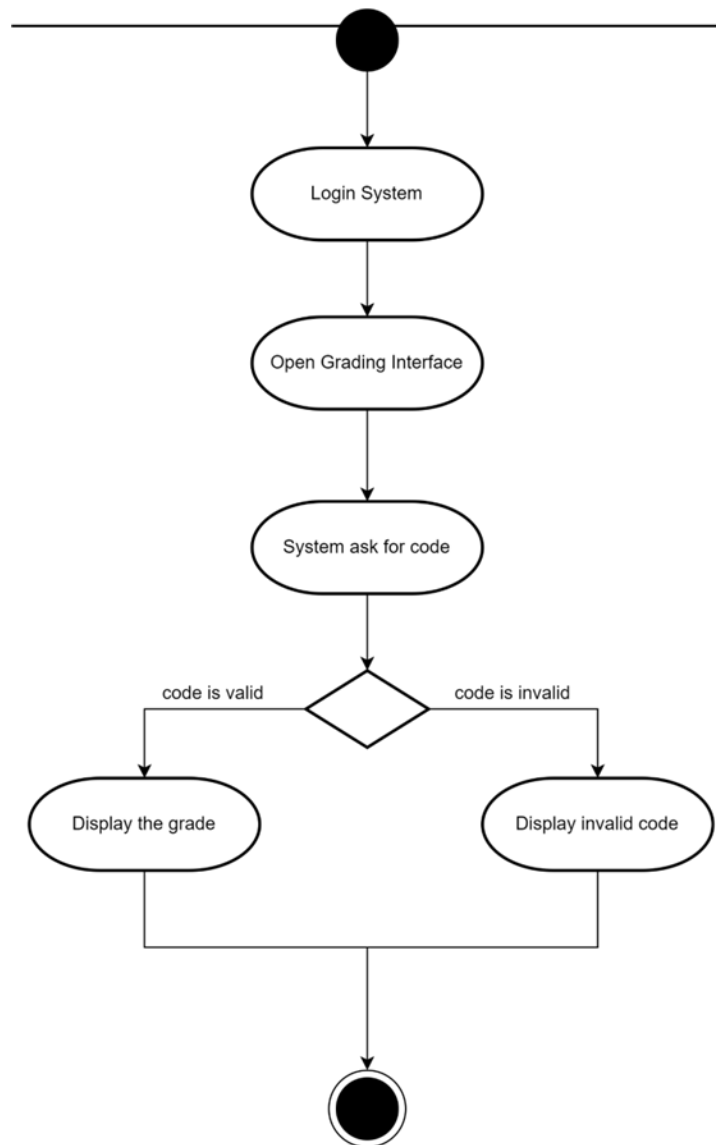 Login System
Open Grading Interface
System ask for code
code is valid
code is invalid
Display the grade
Display invalid code